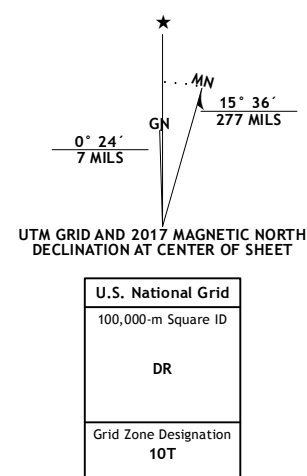 MN
GN
15° 36´
277 MILS
0° 24´
7 MILS
UTM GRID AND 2017 MAGNETIC NORTH
DECLINATION AT CENTER OF SHEET
U.S. National Grid
100,000-m Square ID
DR
Grid Zone Designation
10T